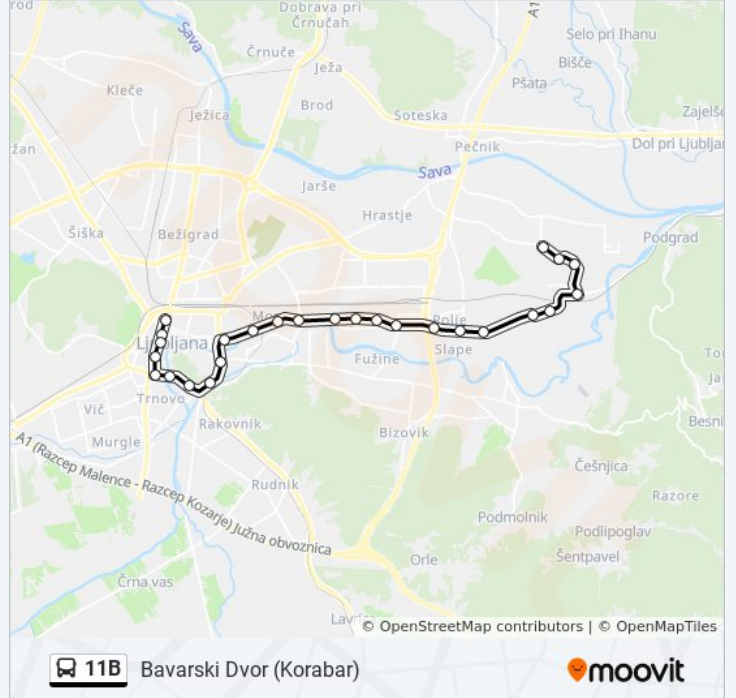 rod
Dobrava pri
Črnučah
A1
Sava
Črnuče
Selo pri Ihanu
Ježa
Bišče
Kleče
Pšata
Ježica
Brod
Soteska
Zajelše
žan
Pečnik
Dol pri Ljubljan
Sava
Jarše
Hrastje
Šiška
Bežigrad
Podgrad
Polje
Ljubljana
Slape
Fužine
Trnovo
Vič
Rakovnik
Bizovik
Murgle
Besni
A1 (Razcep Malence - Razcep Kozarje) Južna obvoznica
Češnjica
Rudnik
Razore
Podmolnik
Podlipoglav
Orle
Šentpavel
Črna vas
© OpenStreetMap contributors | © OpenMapTiles
11B Bavarski Dvor (Korabar)
moovit